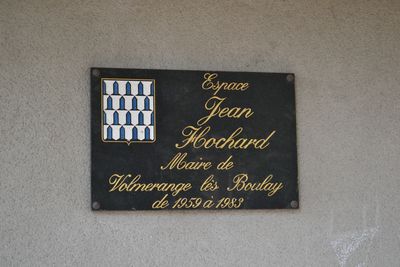 Espace
Jean
Hochard
Maire de
Volmerange lès Boulay
de 1959 à 1983